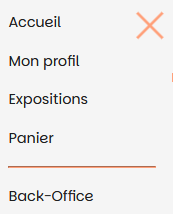 Accueil
Mon profil
Expositions
Panier
Back-Office